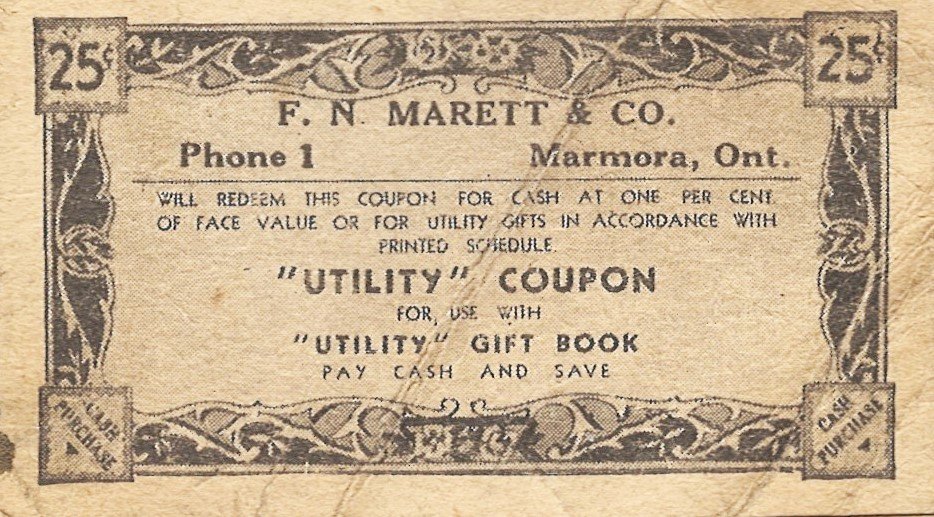 25¢ 25¢
F. N. MARETT & CO.
Phone 1 Marmora, Ont.
WILL REDEEM THIS COUPON FOR CASH AT ONE PER CENT.
OF FACE VALUE OR FOR UTILITY GIFTS IN ACCORDANCE WITH
PRINTED SCHEDULE.
"UTILITY" COUPON
FOR USE WITH
"UTILITY" GIFT BOOK
PAY CASH AND SAVE
CASH PURCHASE CASH PURCHASE